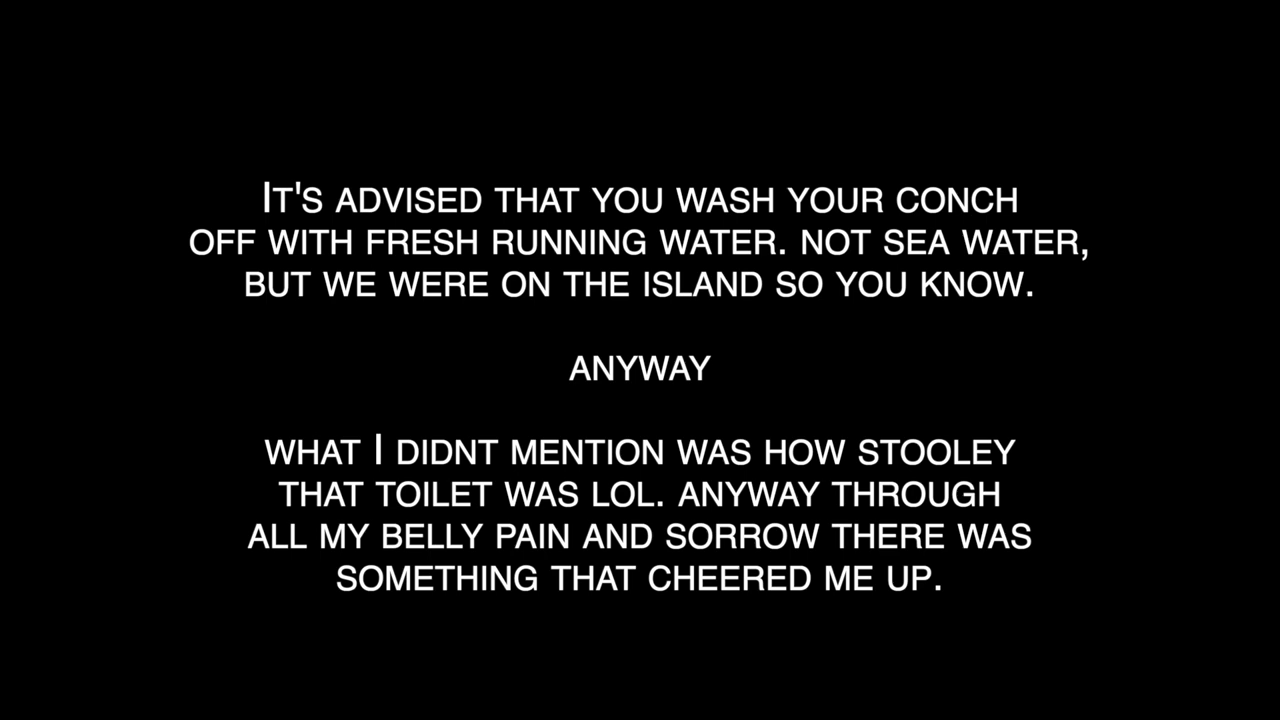 It's advised that you wash your conch
off with fresh running water. not sea water,
but we were on the island so you know.
anyway
what I didnt mention was how stooley
that toilet was lol. anyway through
all my belly pain and sorrow there was
something that cheered me up.